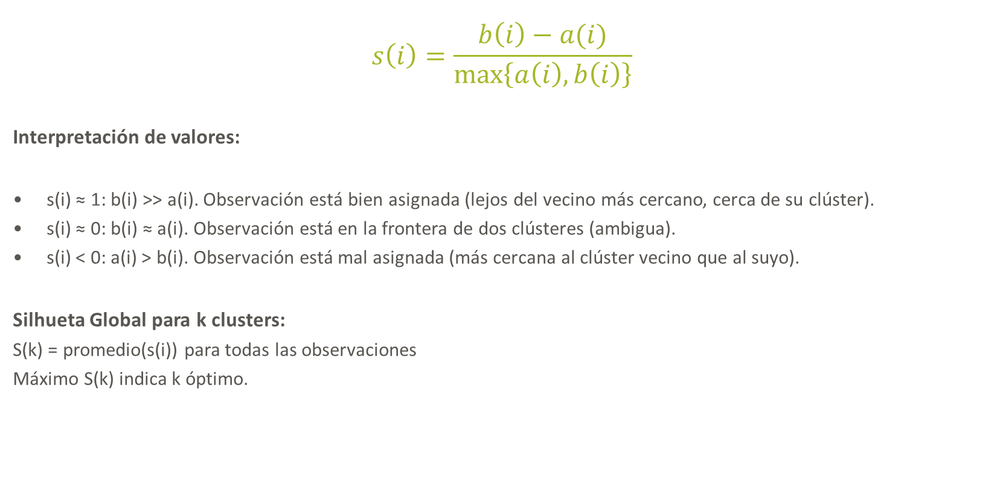 s(i) = b(i) − a(i) / max{a(i), b(i)}
Interpretación de valores:
• s(i) ≈ 1: b(i) >> a(i). Observación está bien asignada (lejos del vecino más cercano, cerca de su clúster).
• s(i) ≈ 0: b(i) ≈ a(i). Observación está en la frontera de dos clústeres (ambigua).
• s(i) < 0: a(i) > b(i). Observación está mal asignada (más cercana al clúster vecino que al suyo).
Silhueta Global para k clusters:
S(k) = promedio(s(i)) para todas las observaciones
Máximo S(k) indica k óptimo.